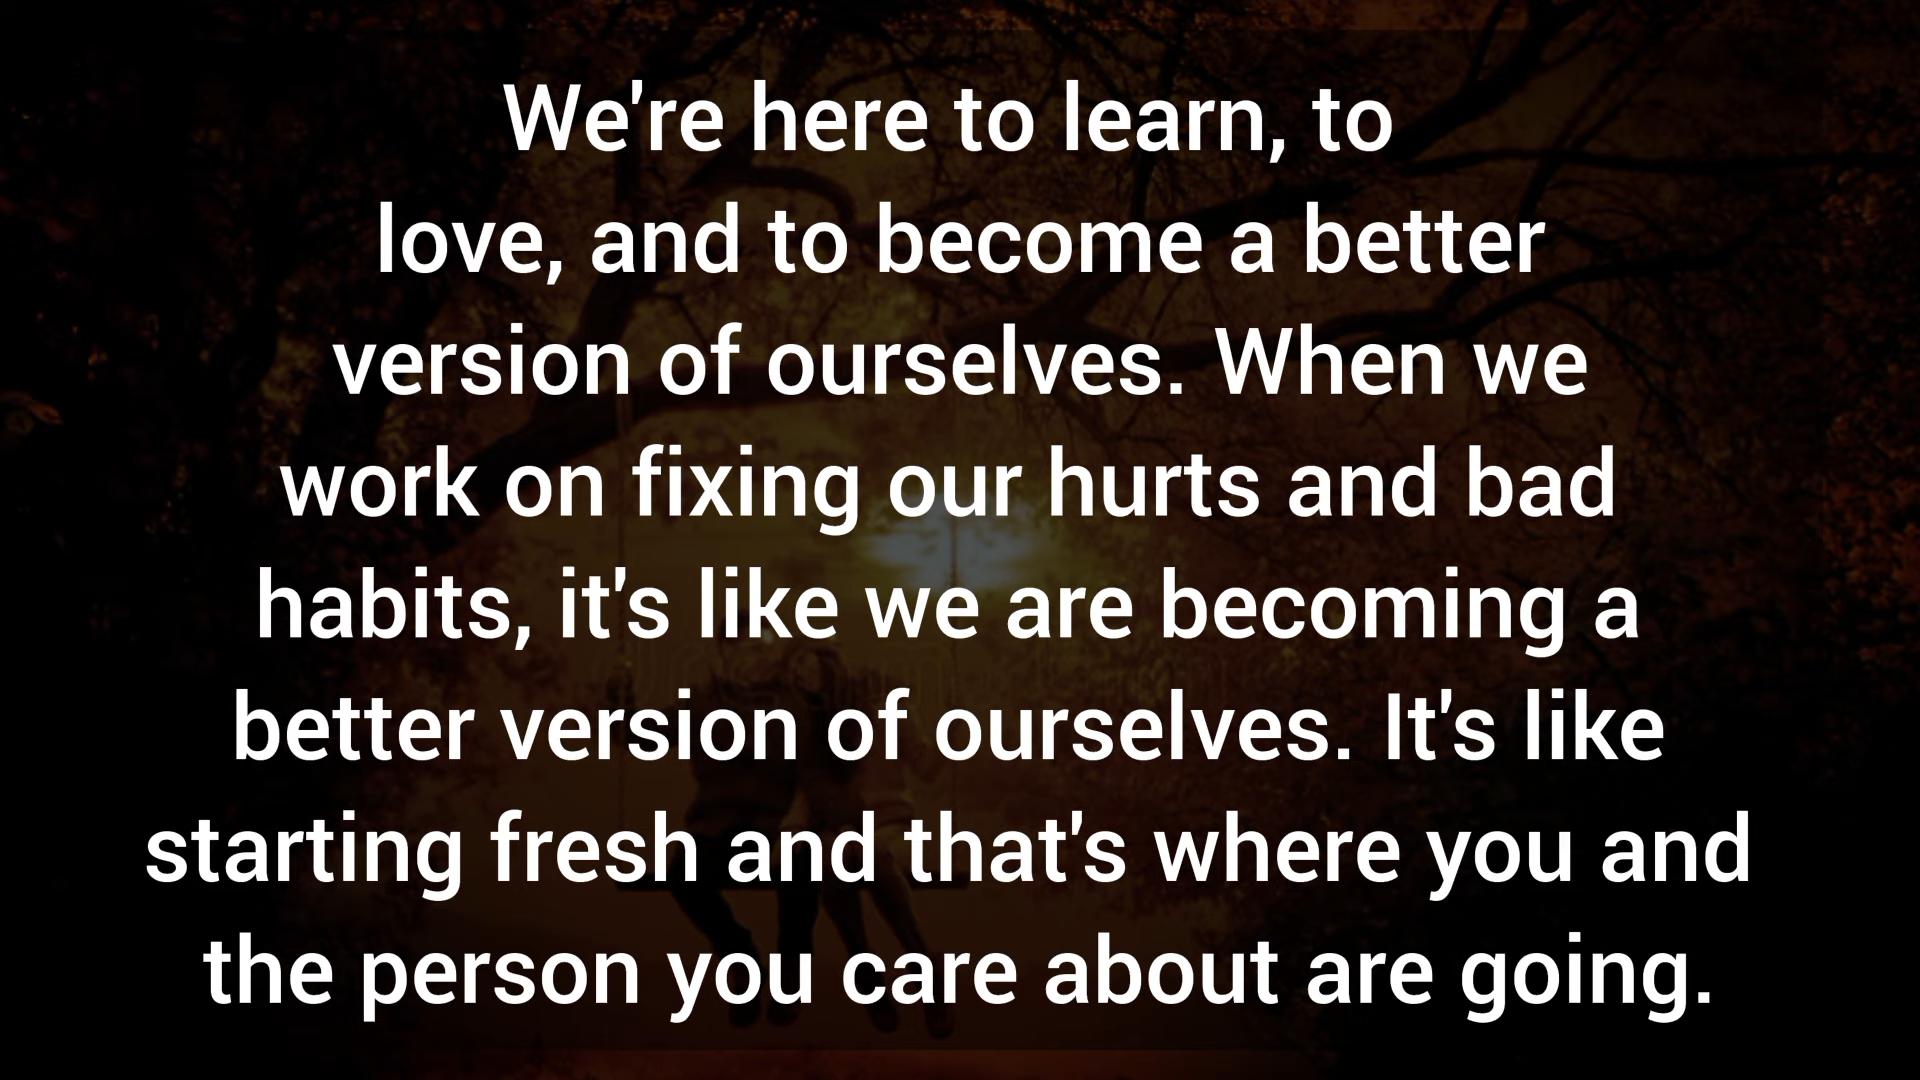 We're here to learn, to
love, and to become a better
version of ourselves. When we
work on fixing our hurts and bad
habits, it's like we are becoming a
better version of ourselves. It's like
starting fresh and that's where you and
the person you care about are going.